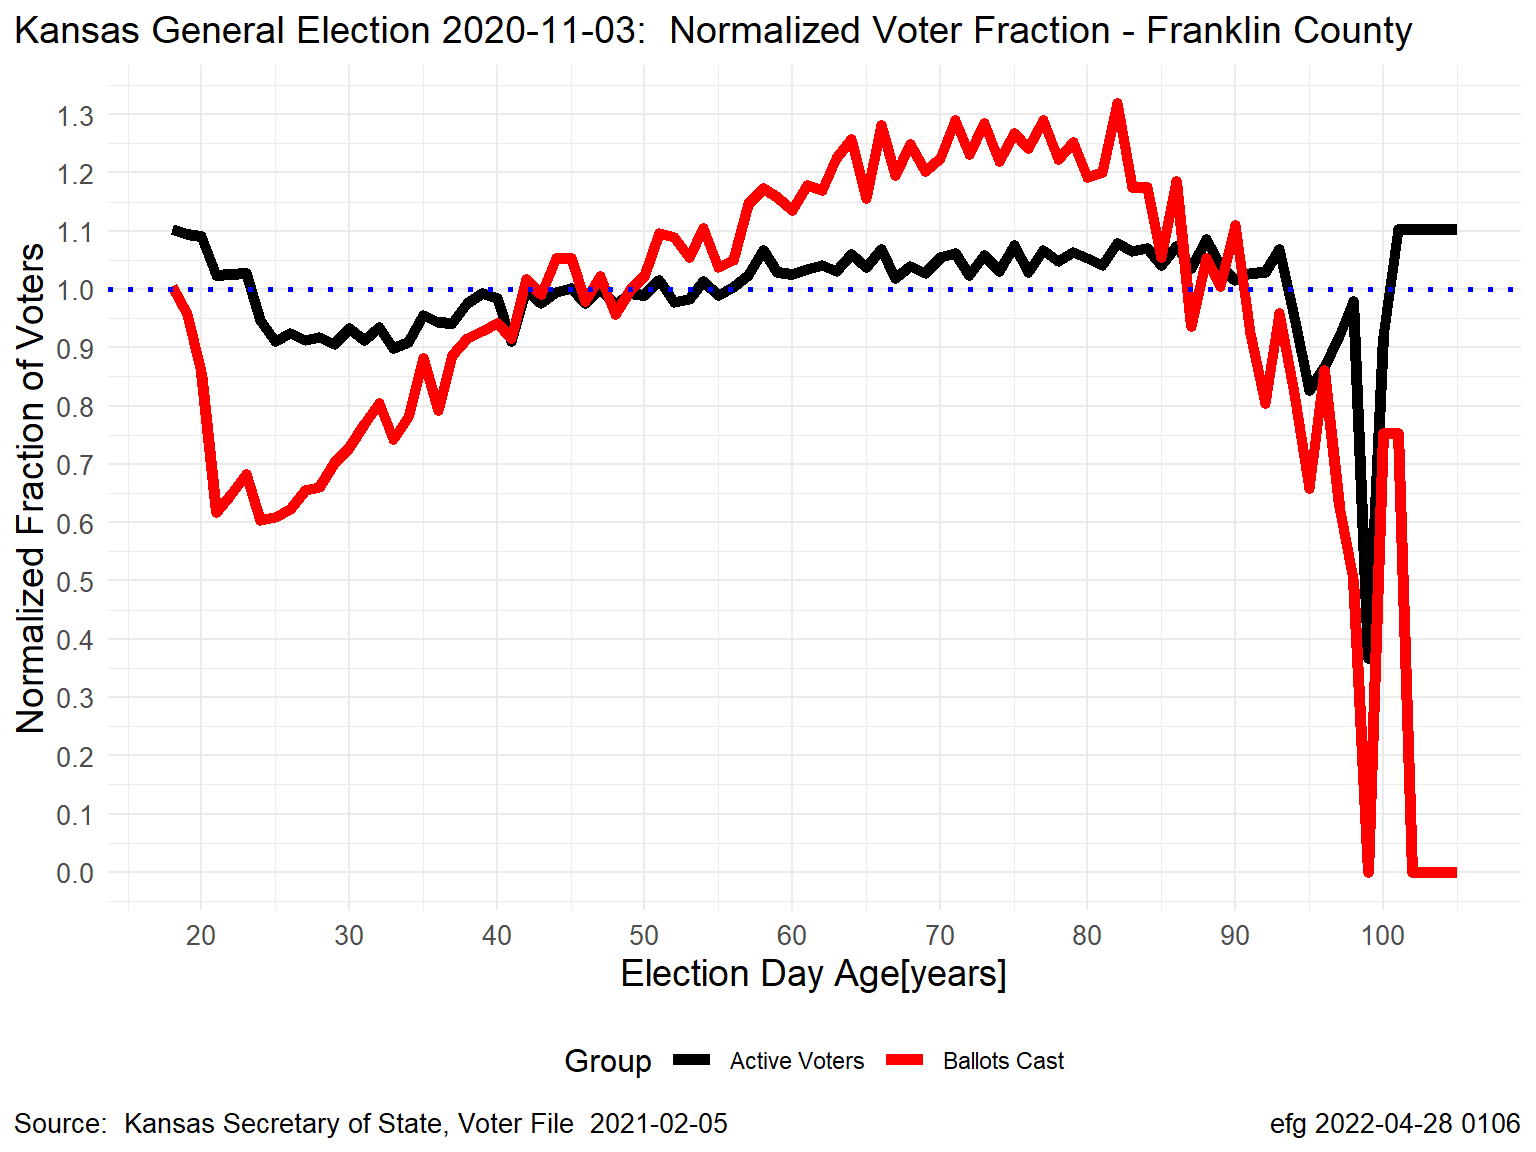 Kansas General Election 2020-11-03:  Normalized Voter Fraction - Franklin County
Normalized Fraction of Voters
1.3
1.2
1.1
1.0
0.9
0.8
0.7
0.6
0.5
0.4
0.3
0.2
0.1
0.0
20 30 40 50 60 70 80 90 100
Election Day Age[years]
Group Active Voters Ballots Cast
Source:  Kansas Secretary of State, Voter File  2021-02-05
efg 2022-04-28 0106